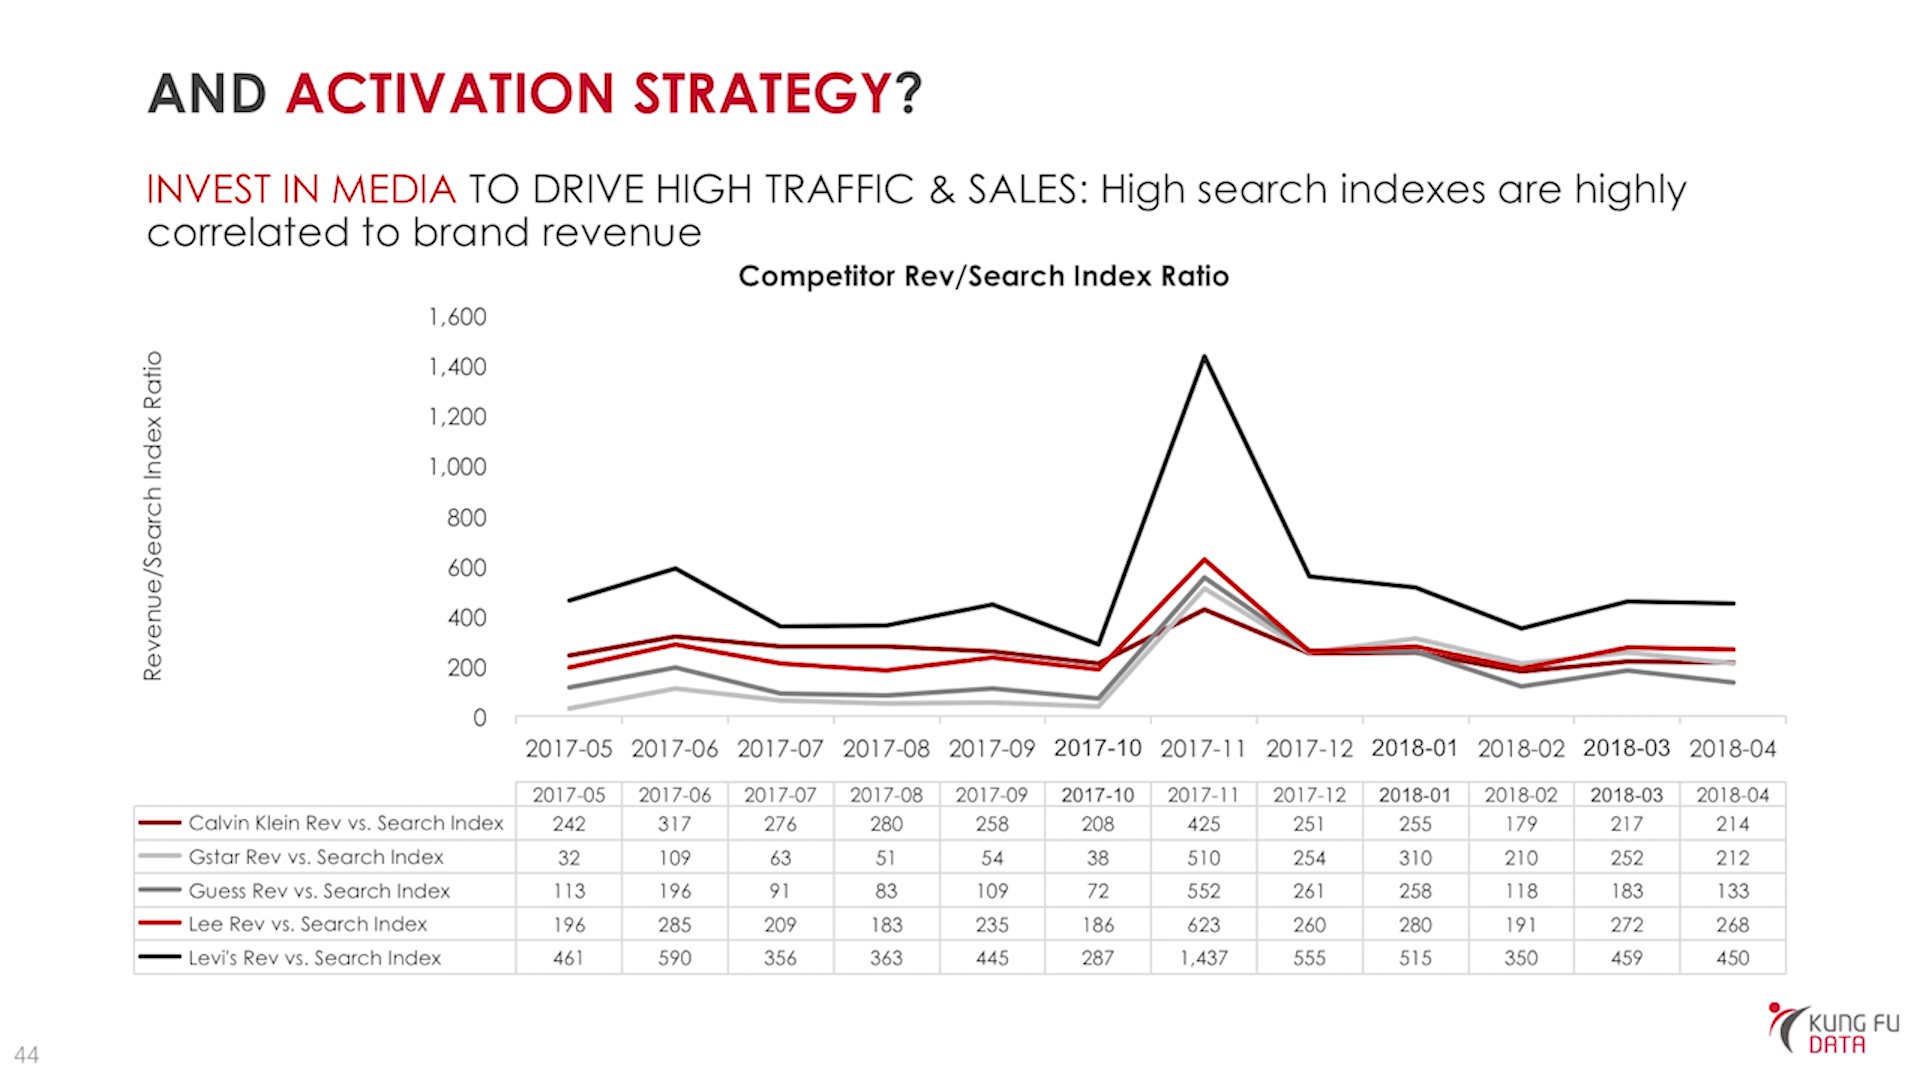 AND ACTIVATION STRATEGY?
INVEST IN MEDIA TO DRIVE HIGH TRAFFIC & SALES: High search indexes are highly
correlated to brand revenue
Competitor Rev/Search Index Ratio
Revenue/Search Index Ratio
1,600
1,400
1,200
1,000
800
600
400
200
0
2017-05 2017-06 2017-07 2017-08 2017-09 2017-10 2017-11 2017-12 2018-01 2018-02 2018-03 2018-04
2017-05 2017-06 2017-07 2017-08 2017-09 2017-10 2017-11 2017-12 2018-01 2018-02 2018-03 2018-04
Calvin Klein Rev vs. Search Index 242 317 276 280 258 208 425 251 255 179 217 214
Gstar Rev vs. Search Index 32 109 63 51 54 38 510 254 310 210 252 212
Guess Rev vs. Search Index 113 196 91 83 109 72 552 261 258 118 183 133
Lee Rev vs. Search Index 196 285 209 183 235 186 623 260 280 191 272 268
Levi's Rev vs. Search Index 461 590 356 363 445 287 1,437 555 515 350 459 450
KUNG FU
DATA
44